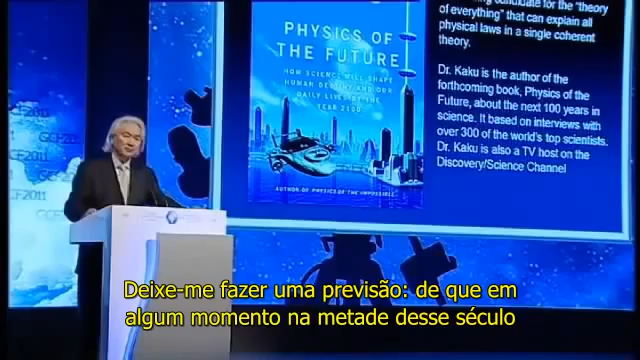 PHYSICS OF
THE FUTURE
HOW SCIENCE WILL SHAPE
HUMAN DESTINY AND OUR
DAILY LIVES BY THE
YEAR 2100
AUTHOR OF PHYSICS OF THE IMPOSSIBLE
candidate for the "theory
of everything" that can explain all
physical laws in a single coherent
theory.
Dr. Kaku is the author of the
forthcoming book, Physics of the
Future, about the next 100 years in
science. It based on interviews with
over 300 of the world's top scientists.
Dr. Kaku is also a TV host on the
Discovery/Science Channel
GCF2011
GCF2011
Deixe-me fazer uma previsão: de que em
algum momento na metade desse século